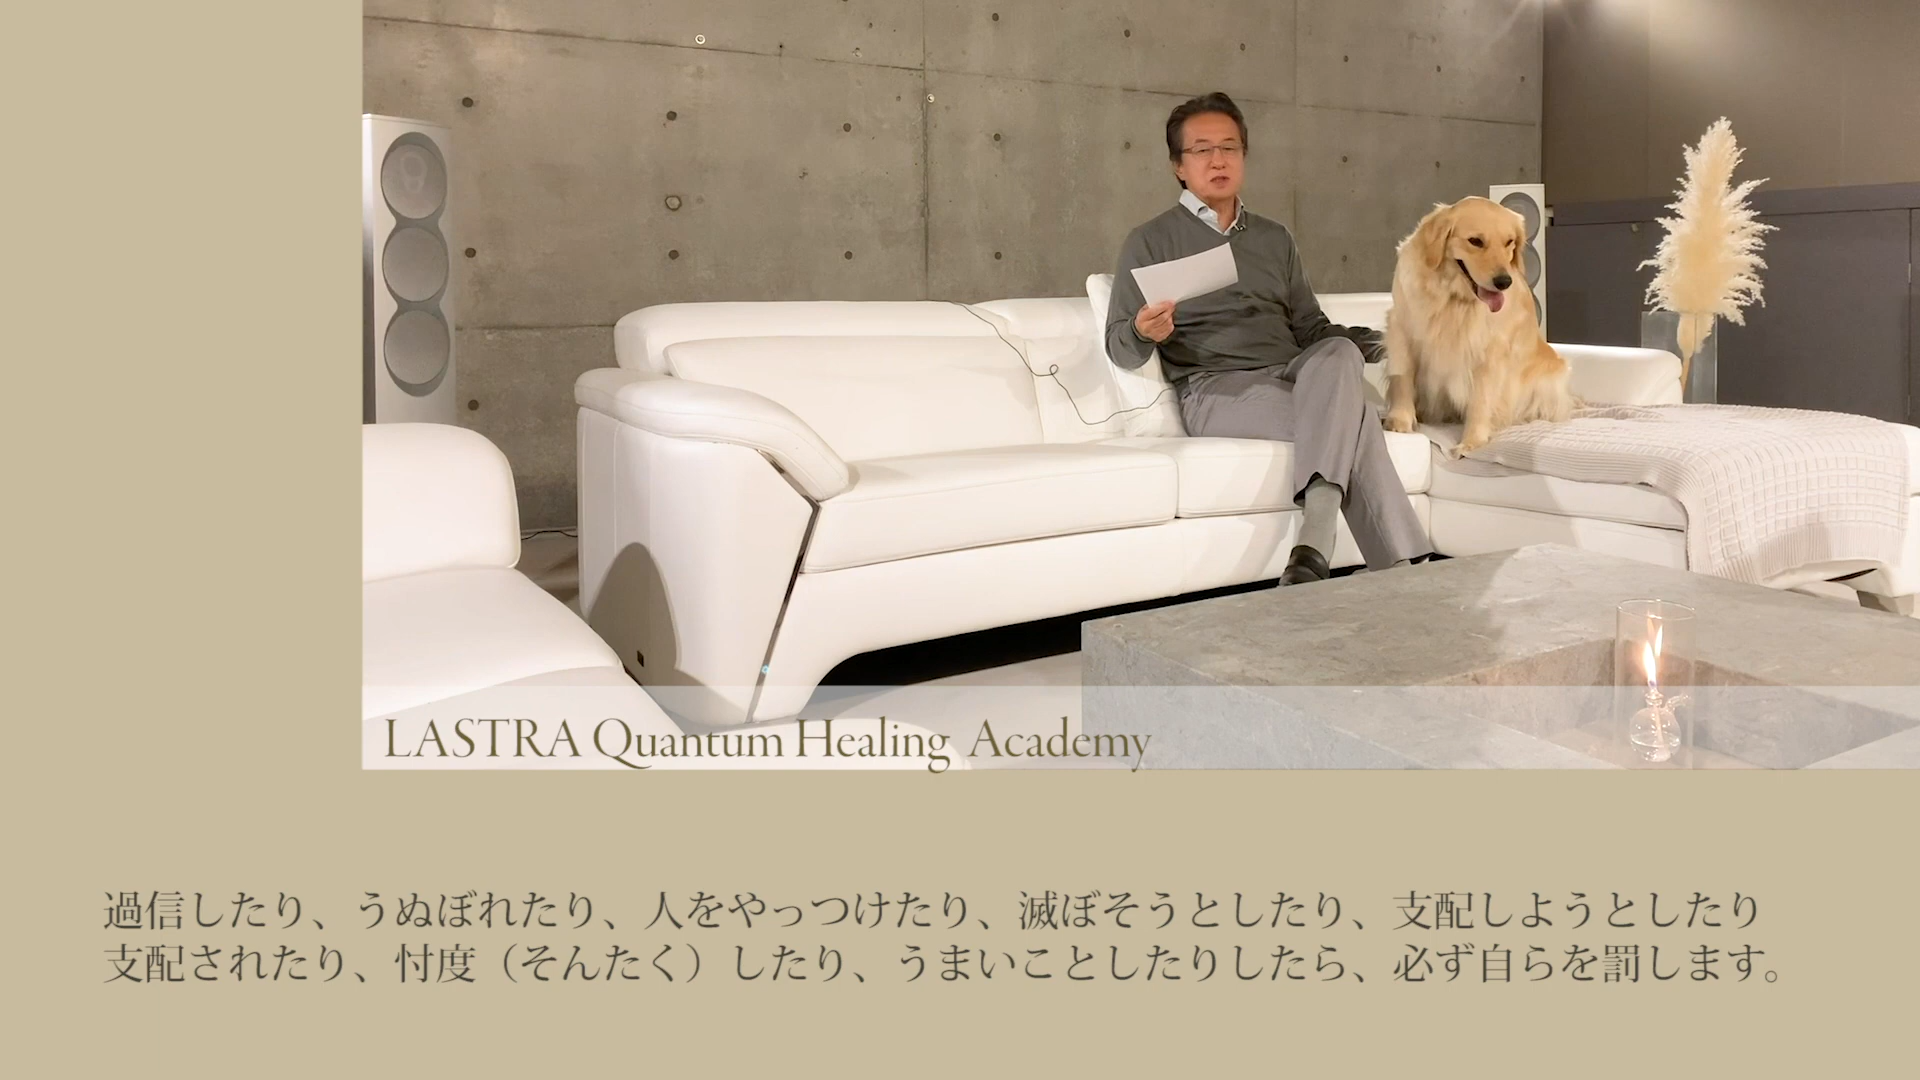 LASTRA Quantum Healing Academy
過信したり、うぬぼれたり、人をやっつけたり、滅ぼそうとしたり、支配しようとしたり
支配されたり、忖度（そんたく）したり、うまいことしたりしたら、必ず自らを罰します。